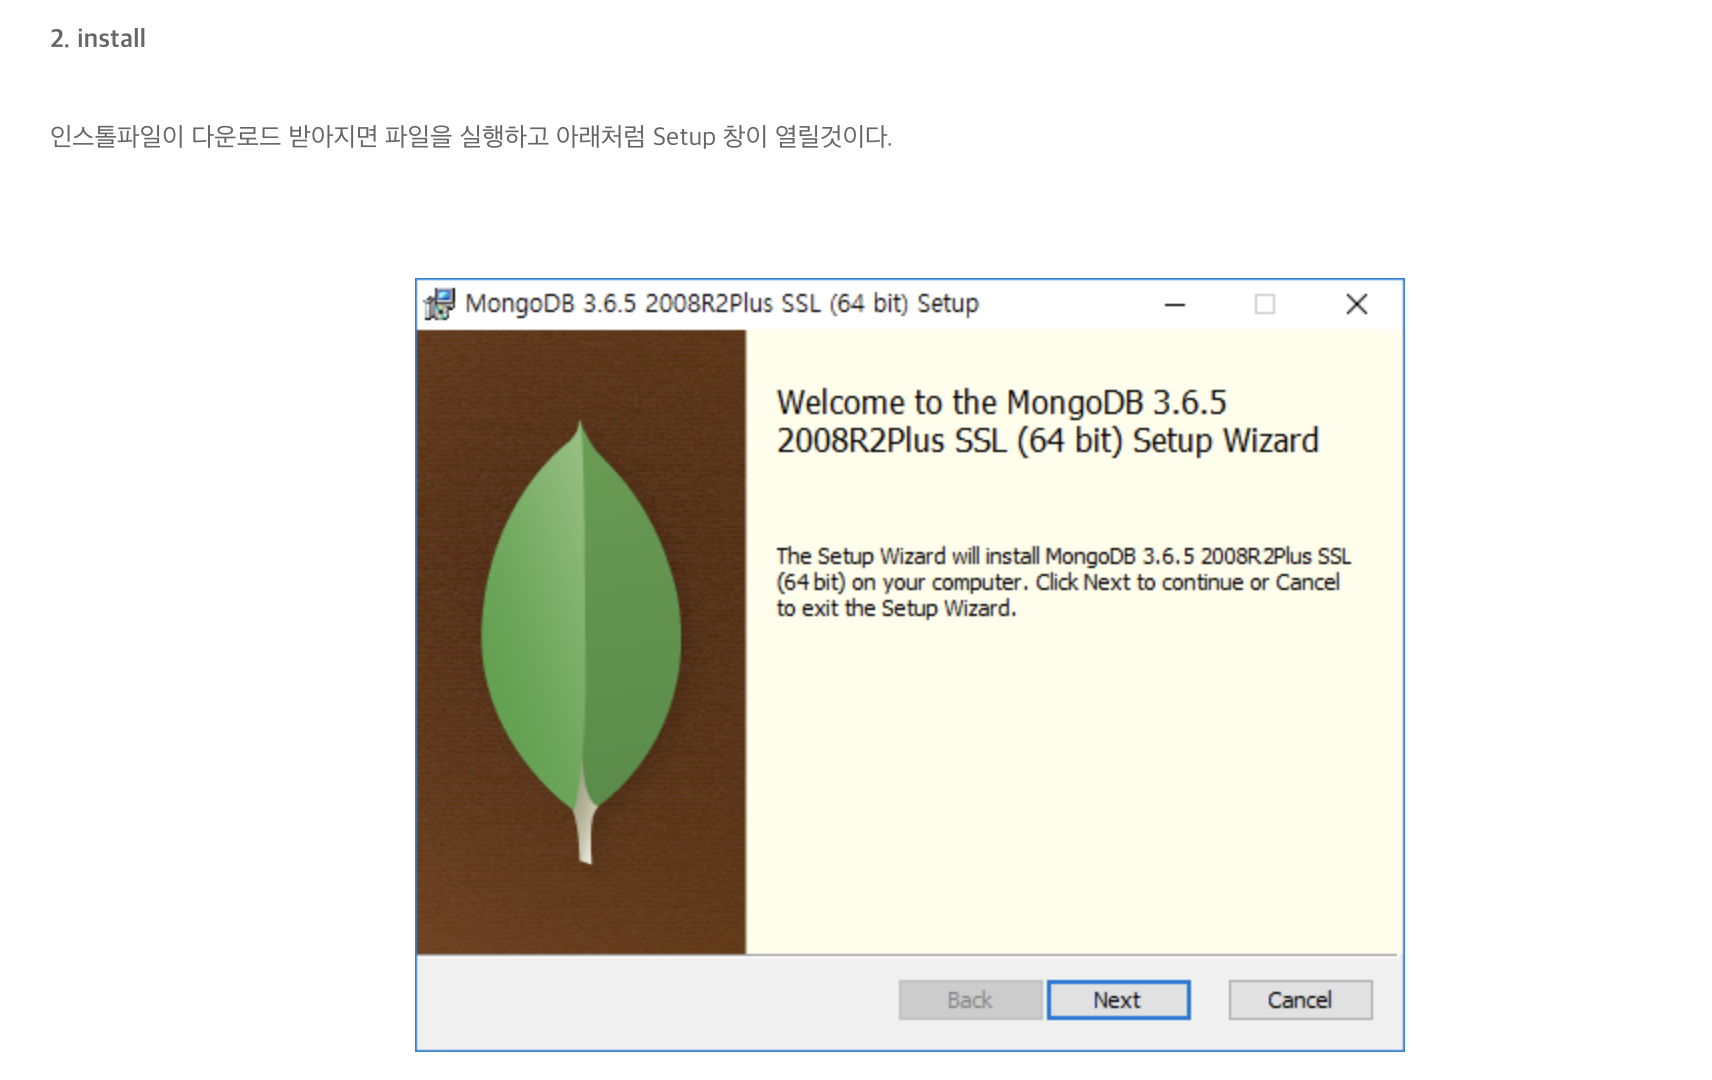 2. install
인스톨파일이 다운로드 받아지면 파일을 실행하고 아래처럼 Setup 창이 열릴것이다.
MongoDB 3.6.5 2008R2Plus SSL (64 bit) Setup
Welcome to the MongoDB 3.6.5
2008R2Plus SSL (64 bit) Setup Wizard
The Setup Wizard will install MongoDB 3.6.5 2008R2Plus SSL
(64 bit) on your computer. Click Next to continue or Cancel
to exit the Setup Wizard.
Back Next Cancel